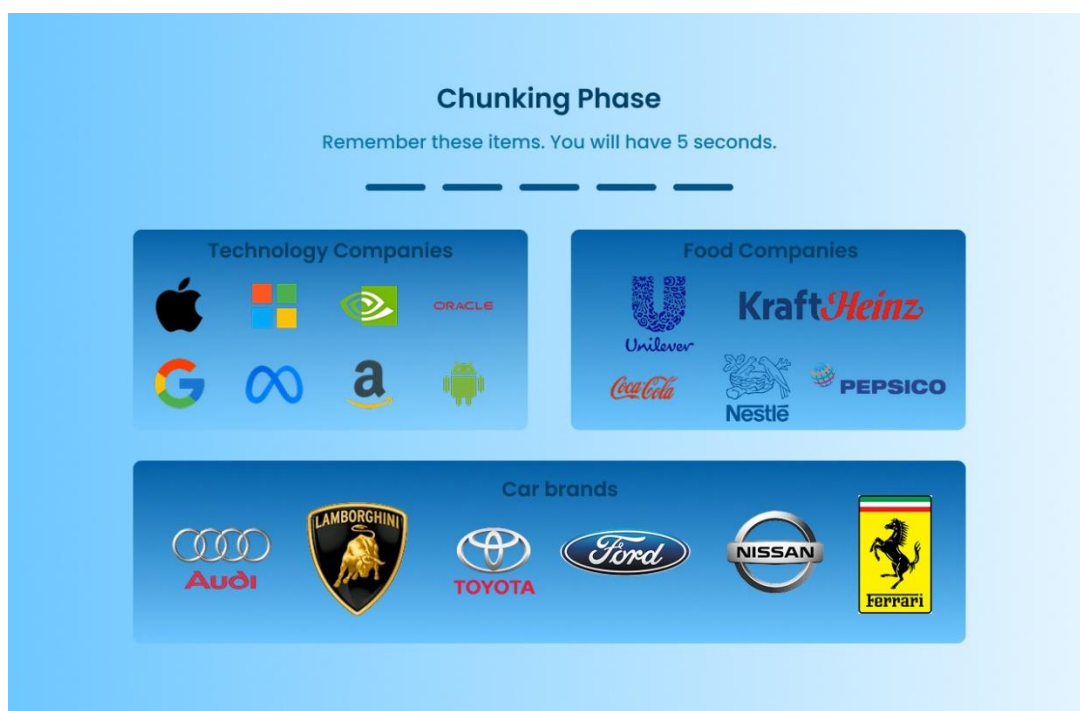 Chunking Phase
Remember these items. You will have 5 seconds.
Technology Companies
ORACLE
a
Food Companies
Unilever
KraftHeinz
Coca-Cola
Nestlé
PEPSICO
Car brands
Audi
LAMBORGHINI
TOYOTA
Ford
NISSAN
Ferrari